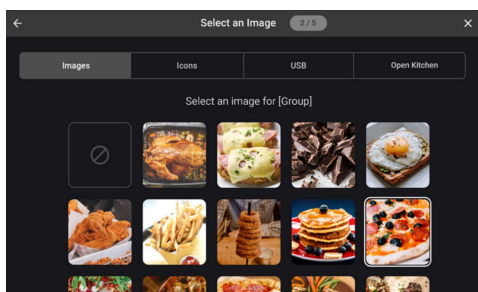 Select an Image 2 / 5
Images Icons USB Open Kitchen
Select an image for [Group]